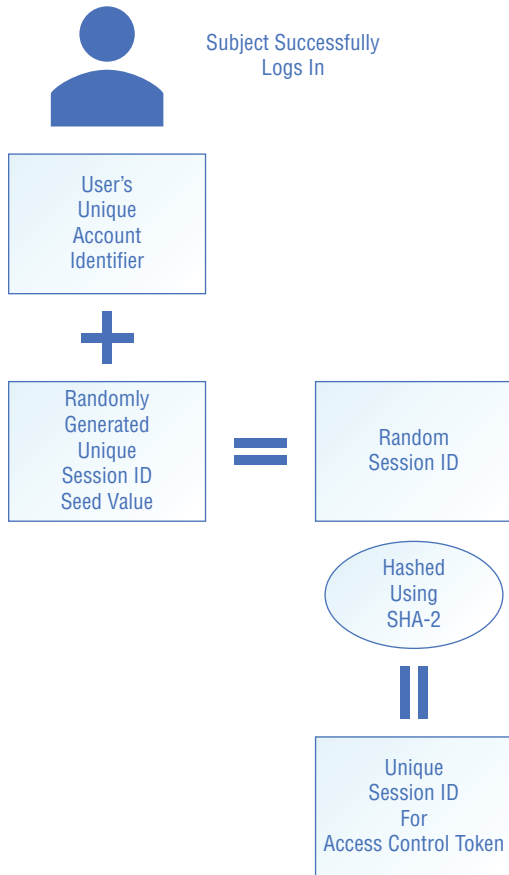 Subject Successfully
Logs In
User's
Unique
Account
Identifier
Randomly
Generated
Unique
Session ID
Seed Value
Random
Session ID
Hashed
Using
SHA-2
Unique
Session ID
For
Access Control Token